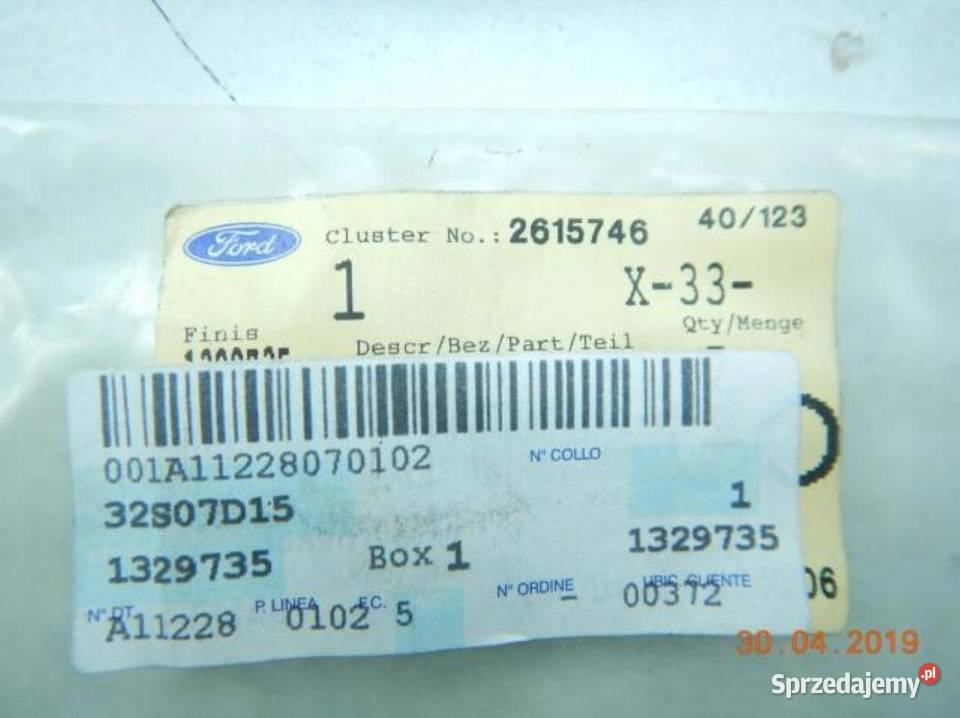 Ford Cluster No.: 2615746 40/123
1 X-33-
Finis Descr/Bez/Part/Teil Qty/Menge
001A11228070102 N° COLLO
32S07D15 1
1329735 Box 1 1329735
N° DT. P. LINEA F.C. N° ORDINE UBIC. CLIENTE
A11228 0102 5 - 00372
06
30.04.2019
Sprzedajemy.pl